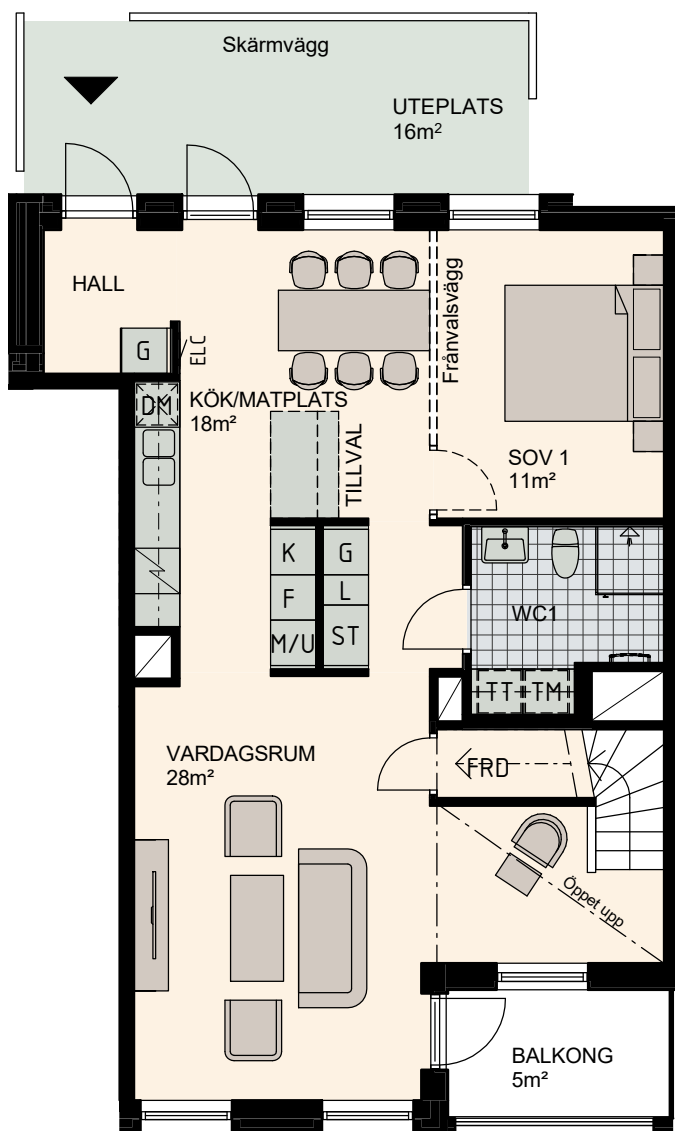 Skärmvägg
UTEPLATS
16m²
HALL
G
ELC
DM
KÖK/MATPLATS
18m²
Frånvalsvägg
TILLVAL
SOV 1
11m²
K
G
F
L
M/U
ST
WC1
TT
TM
VARDAGSRUM
28m²
FRD
Öppet upp
BALKONG
5m²